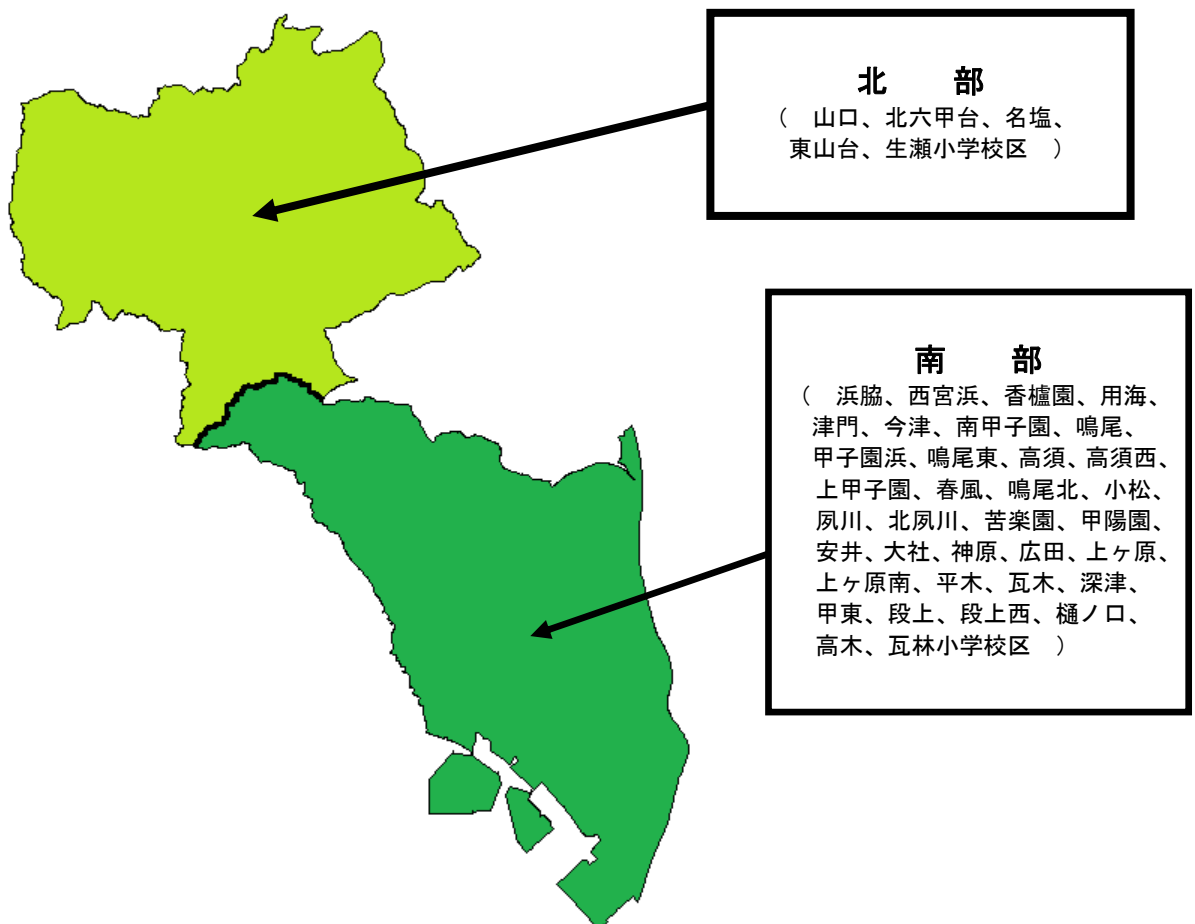 北　　部
（　山口、北六甲台、名塩、
東山台、生瀬小学校区　）
南　　部
（　浜脇、西宮浜、香櫨園、用海、
津門、今津、南甲子園、鳴尾、
甲子園浜、鳴尾東、高須、高須西、
上甲子園、春風、鳴尾北、小松、
夙川、北夙川、苦楽園、甲陽園、
安井、大社、神原、広田、上ヶ原、
上ヶ原南、平木、瓦木、深津、
甲東、段上、段上西、樋ノ口、
高木、瓦林小学校区　）